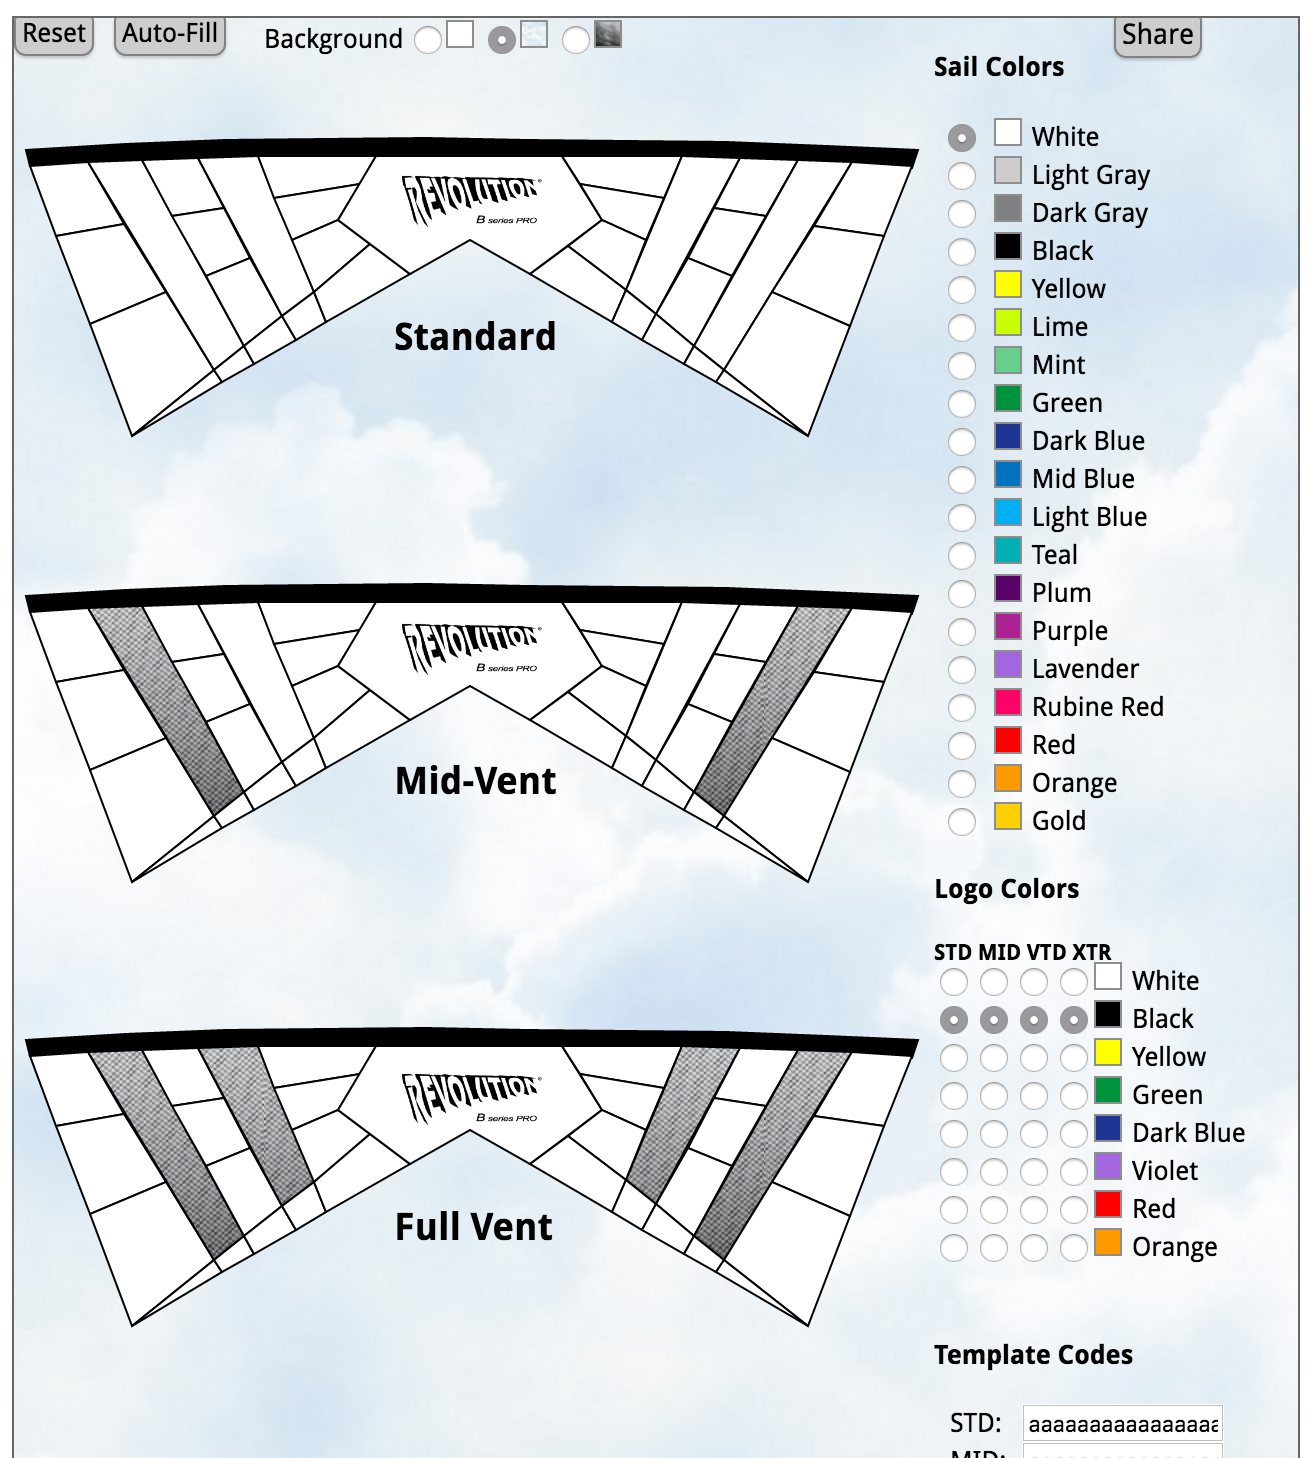 Reset Auto-Fill Background Share
Sail Colors
White
Light Gray
Dark Gray
Black
Yellow
Lime
Mint
Green
Dark Blue
Mid Blue
Light Blue
Teal
Plum
Purple
Lavender
Rubine Red
Red
Orange
Gold
REVOLUTION
B series PRO
Standard
REVOLUTION
B series PRO
Mid-Vent
REVOLUTION
B series PRO
Full Vent
Logo Colors
STD MID VTD XTR
White
Black
Yellow
Green
Dark Blue
Violet
Red
Orange
Template Codes
STD: aaaaaaaaaaaaaaaa
MID: